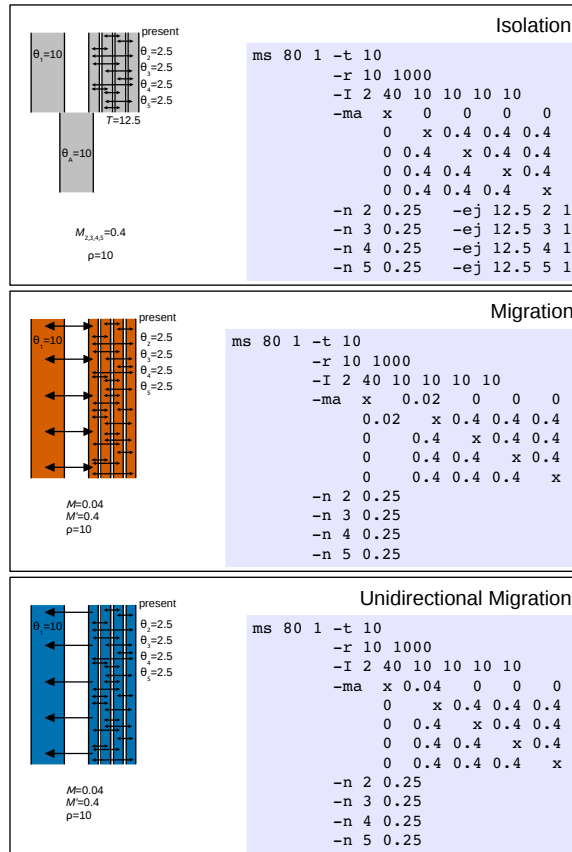 Isolation
present
θ1=10
θ2=2.5
θ3=2.5
θ4=2.5
θ5=2.5
T=12.5
θA=10
M2,3,4,5=0.4
ρ=10
ms 80 1 -t 10
-r 10 1000
-I 2 40 10 10 10 10
-ma x 0 0 0 0
0 x 0.4 0.4 0.4
0 0.4 x 0.4 0.4
0 0.4 0.4 x 0.4
0 0.4 0.4 0.4 x
-n 2 0.25 -ej 12.5 2 1
-n 3 0.25 -ej 12.5 3 1
-n 4 0.25 -ej 12.5 4 1
-n 5 0.25 -ej 12.5 5 1
Migration
present
θ1=10
θ2=2.5
θ3=2.5
θ4=2.5
θ5=2.5
M=0.04
M'=0.4
ρ=10
ms 80 1 -t 10
-r 10 1000
-I 2 40 10 10 10 10
-ma x 0.02 0 0 0
0.02 x 0.4 0.4 0.4
0 0.4 x 0.4 0.4
0 0.4 0.4 x 0.4
0 0.4 0.4 0.4 x
-n 2 0.25
-n 3 0.25
-n 4 0.25
-n 5 0.25
Unidirectional Migration
present
θ1=10
θ2=2.5
θ3=2.5
θ4=2.5
θ5=2.5
M=0.04
M'=0.4
ρ=10
ms 80 1 -t 10
-r 10 1000
-I 2 40 10 10 10 10
-ma x 0.04 0 0 0
0 x 0.4 0.4 0.4
0 0.4 x 0.4 0.4
0 0.4 0.4 x 0.4
0 0.4 0.4 0.4 x
-n 2 0.25
-n 3 0.25
-n 4 0.25
-n 5 0.25